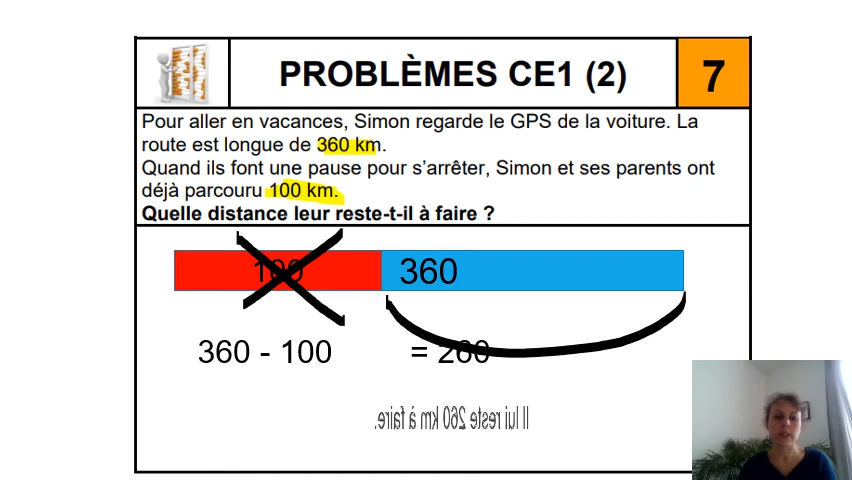 PROBLÈMES CE1 (2)
7
Pour aller en vacances, Simon regarde le GPS de la voiture. La
route est longue de 360 km.
Quand ils font une pause pour s'arrêter, Simon et ses parents ont
déjà parcouru 100 km.
Quelle distance leur reste-t-il à faire ?
100
360
360 - 100
= 260
Il lui reste 260 km à faire.